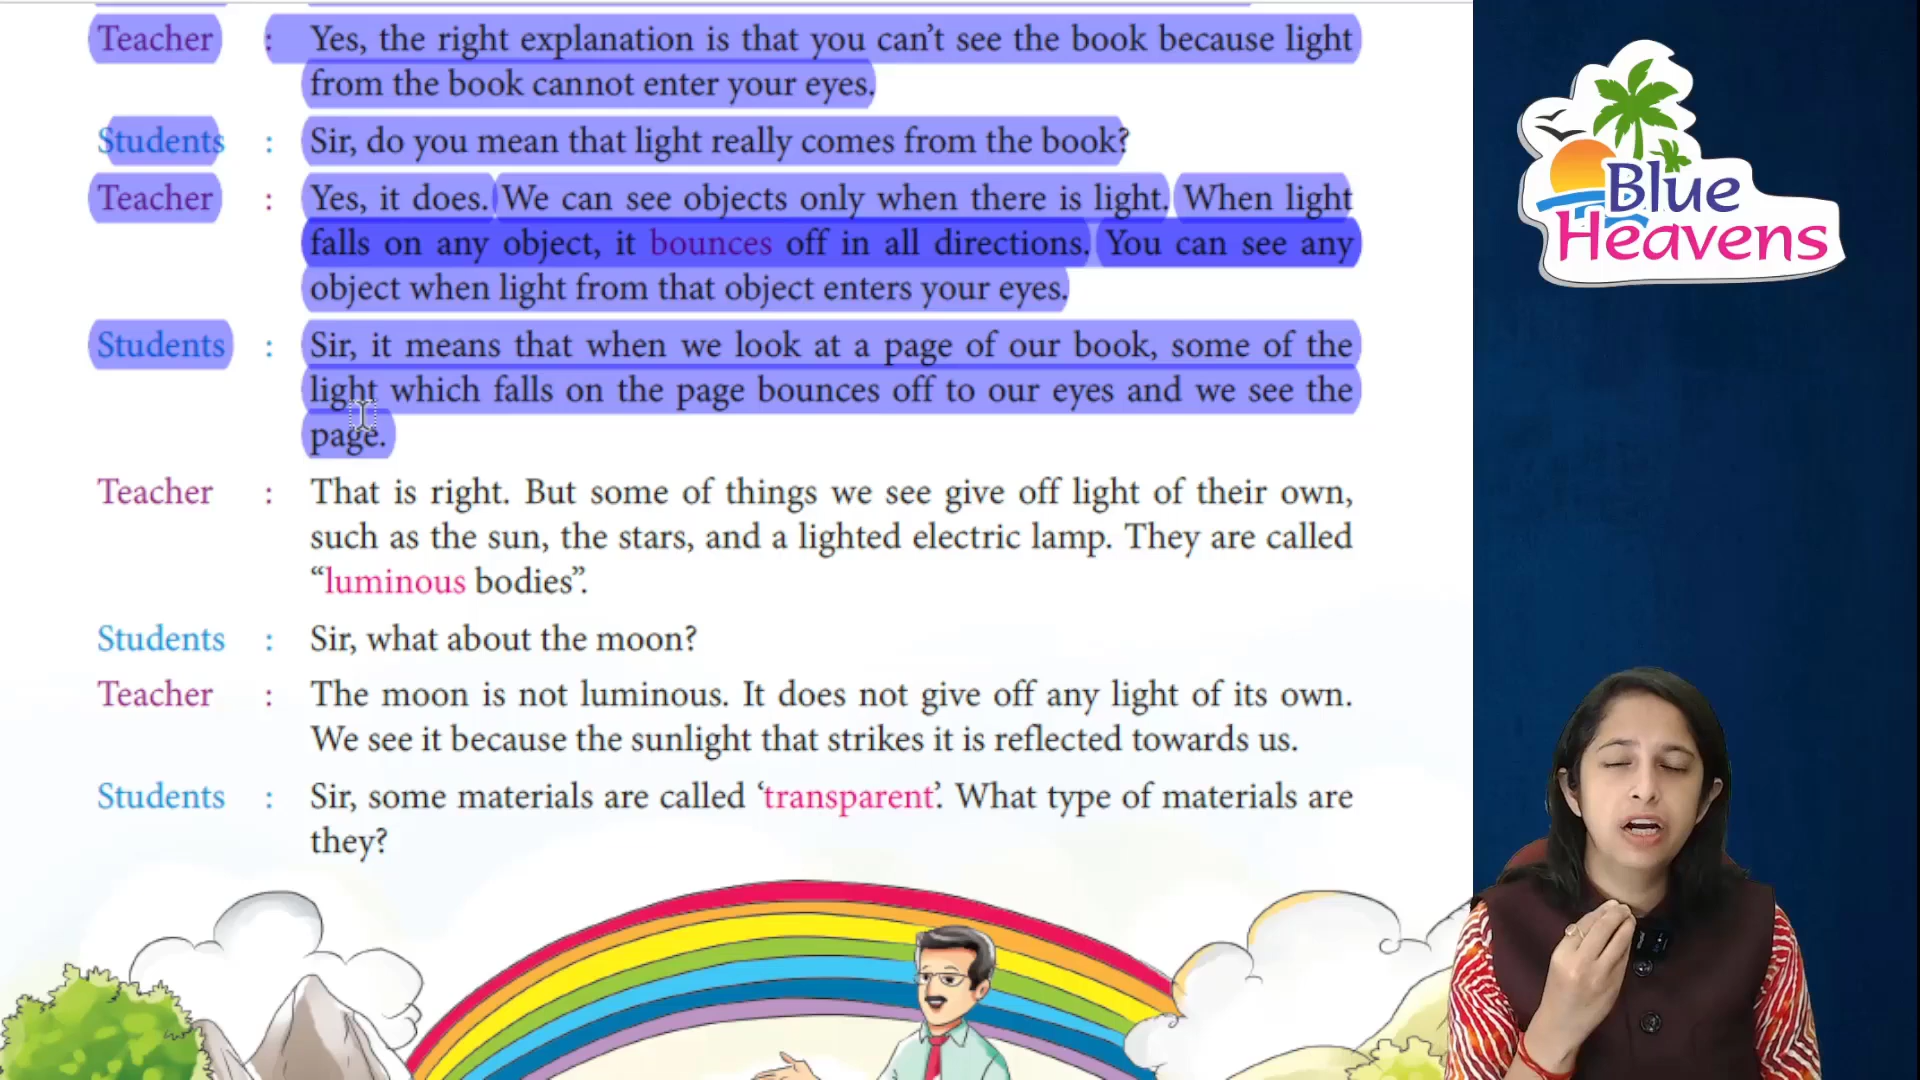 Teacher : Yes, the right explanation is that you can't see the book because light
from the book cannot enter your eyes.
Students : Sir, do you mean that light really comes from the book?
Teacher : Yes, it does. We can see objects only when there is light. When light
falls on any object, it bounces off in all directions. You can see any
object when light from that object enters your eyes.
Students : Sir, it means that when we look at a page of our book, some of the
light which falls on the page bounces off to our eyes and we see the
page.
Teacher : That is right. But some of things we see give off light of their own,
such as the sun, the stars, and a lighted electric lamp. They are called
“luminous bodies”.
Students : Sir, what about the moon?
Teacher : The moon is not luminous. It does not give off any light of its own.
We see it because the sunlight that strikes it is reflected towards us.
Students : Sir, some materials are called ‘transparent’. What type of materials are
they?
Blue
Heavens